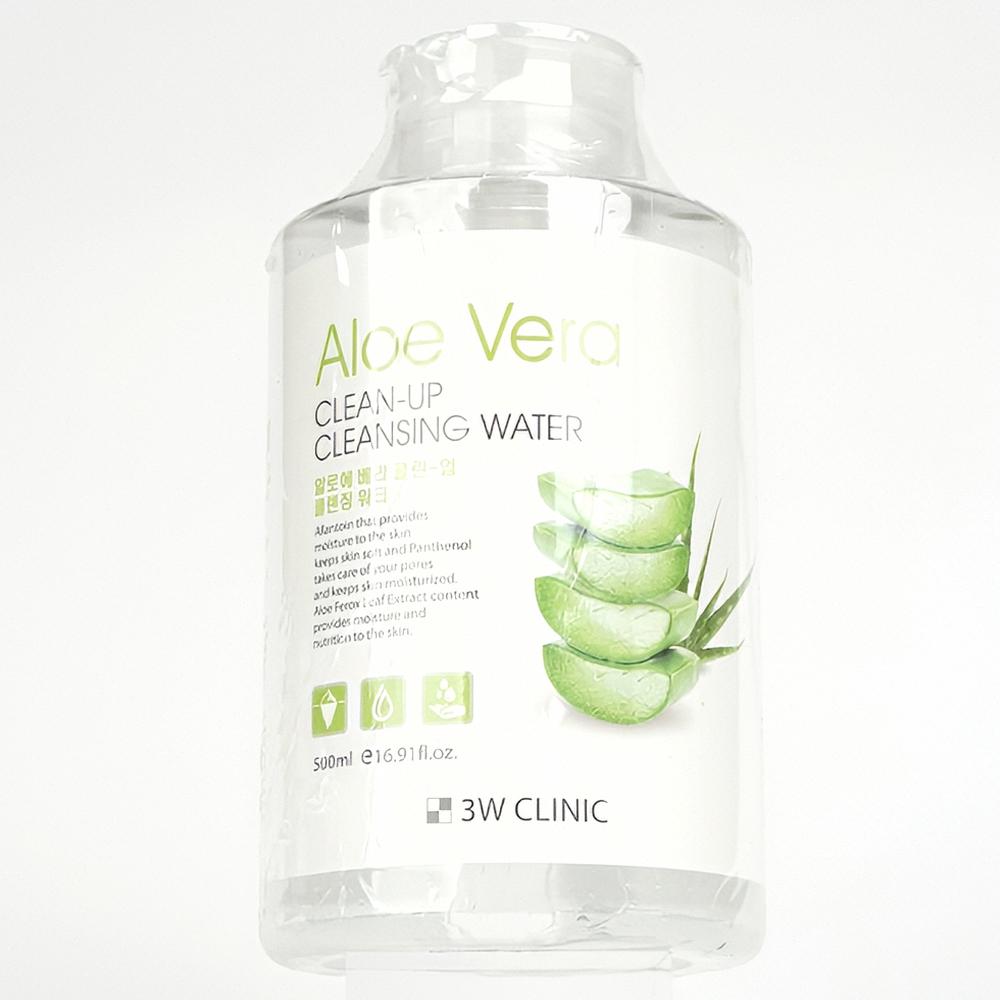 Aloe Vera
CLEAN-UP
CLEANSING WATER
알로에 베라 클린-업
클렌징 워터
Allantoin that provides
moisture to the skin
keeps skin soft and Panthenol
takes care of your pores
and keeps skin moisturized.
Aloe Ferox Leaf Extract content
provides moisture and
nutrition to the skin.
500ml ℮16.91fl.oz.
3W CLINIC